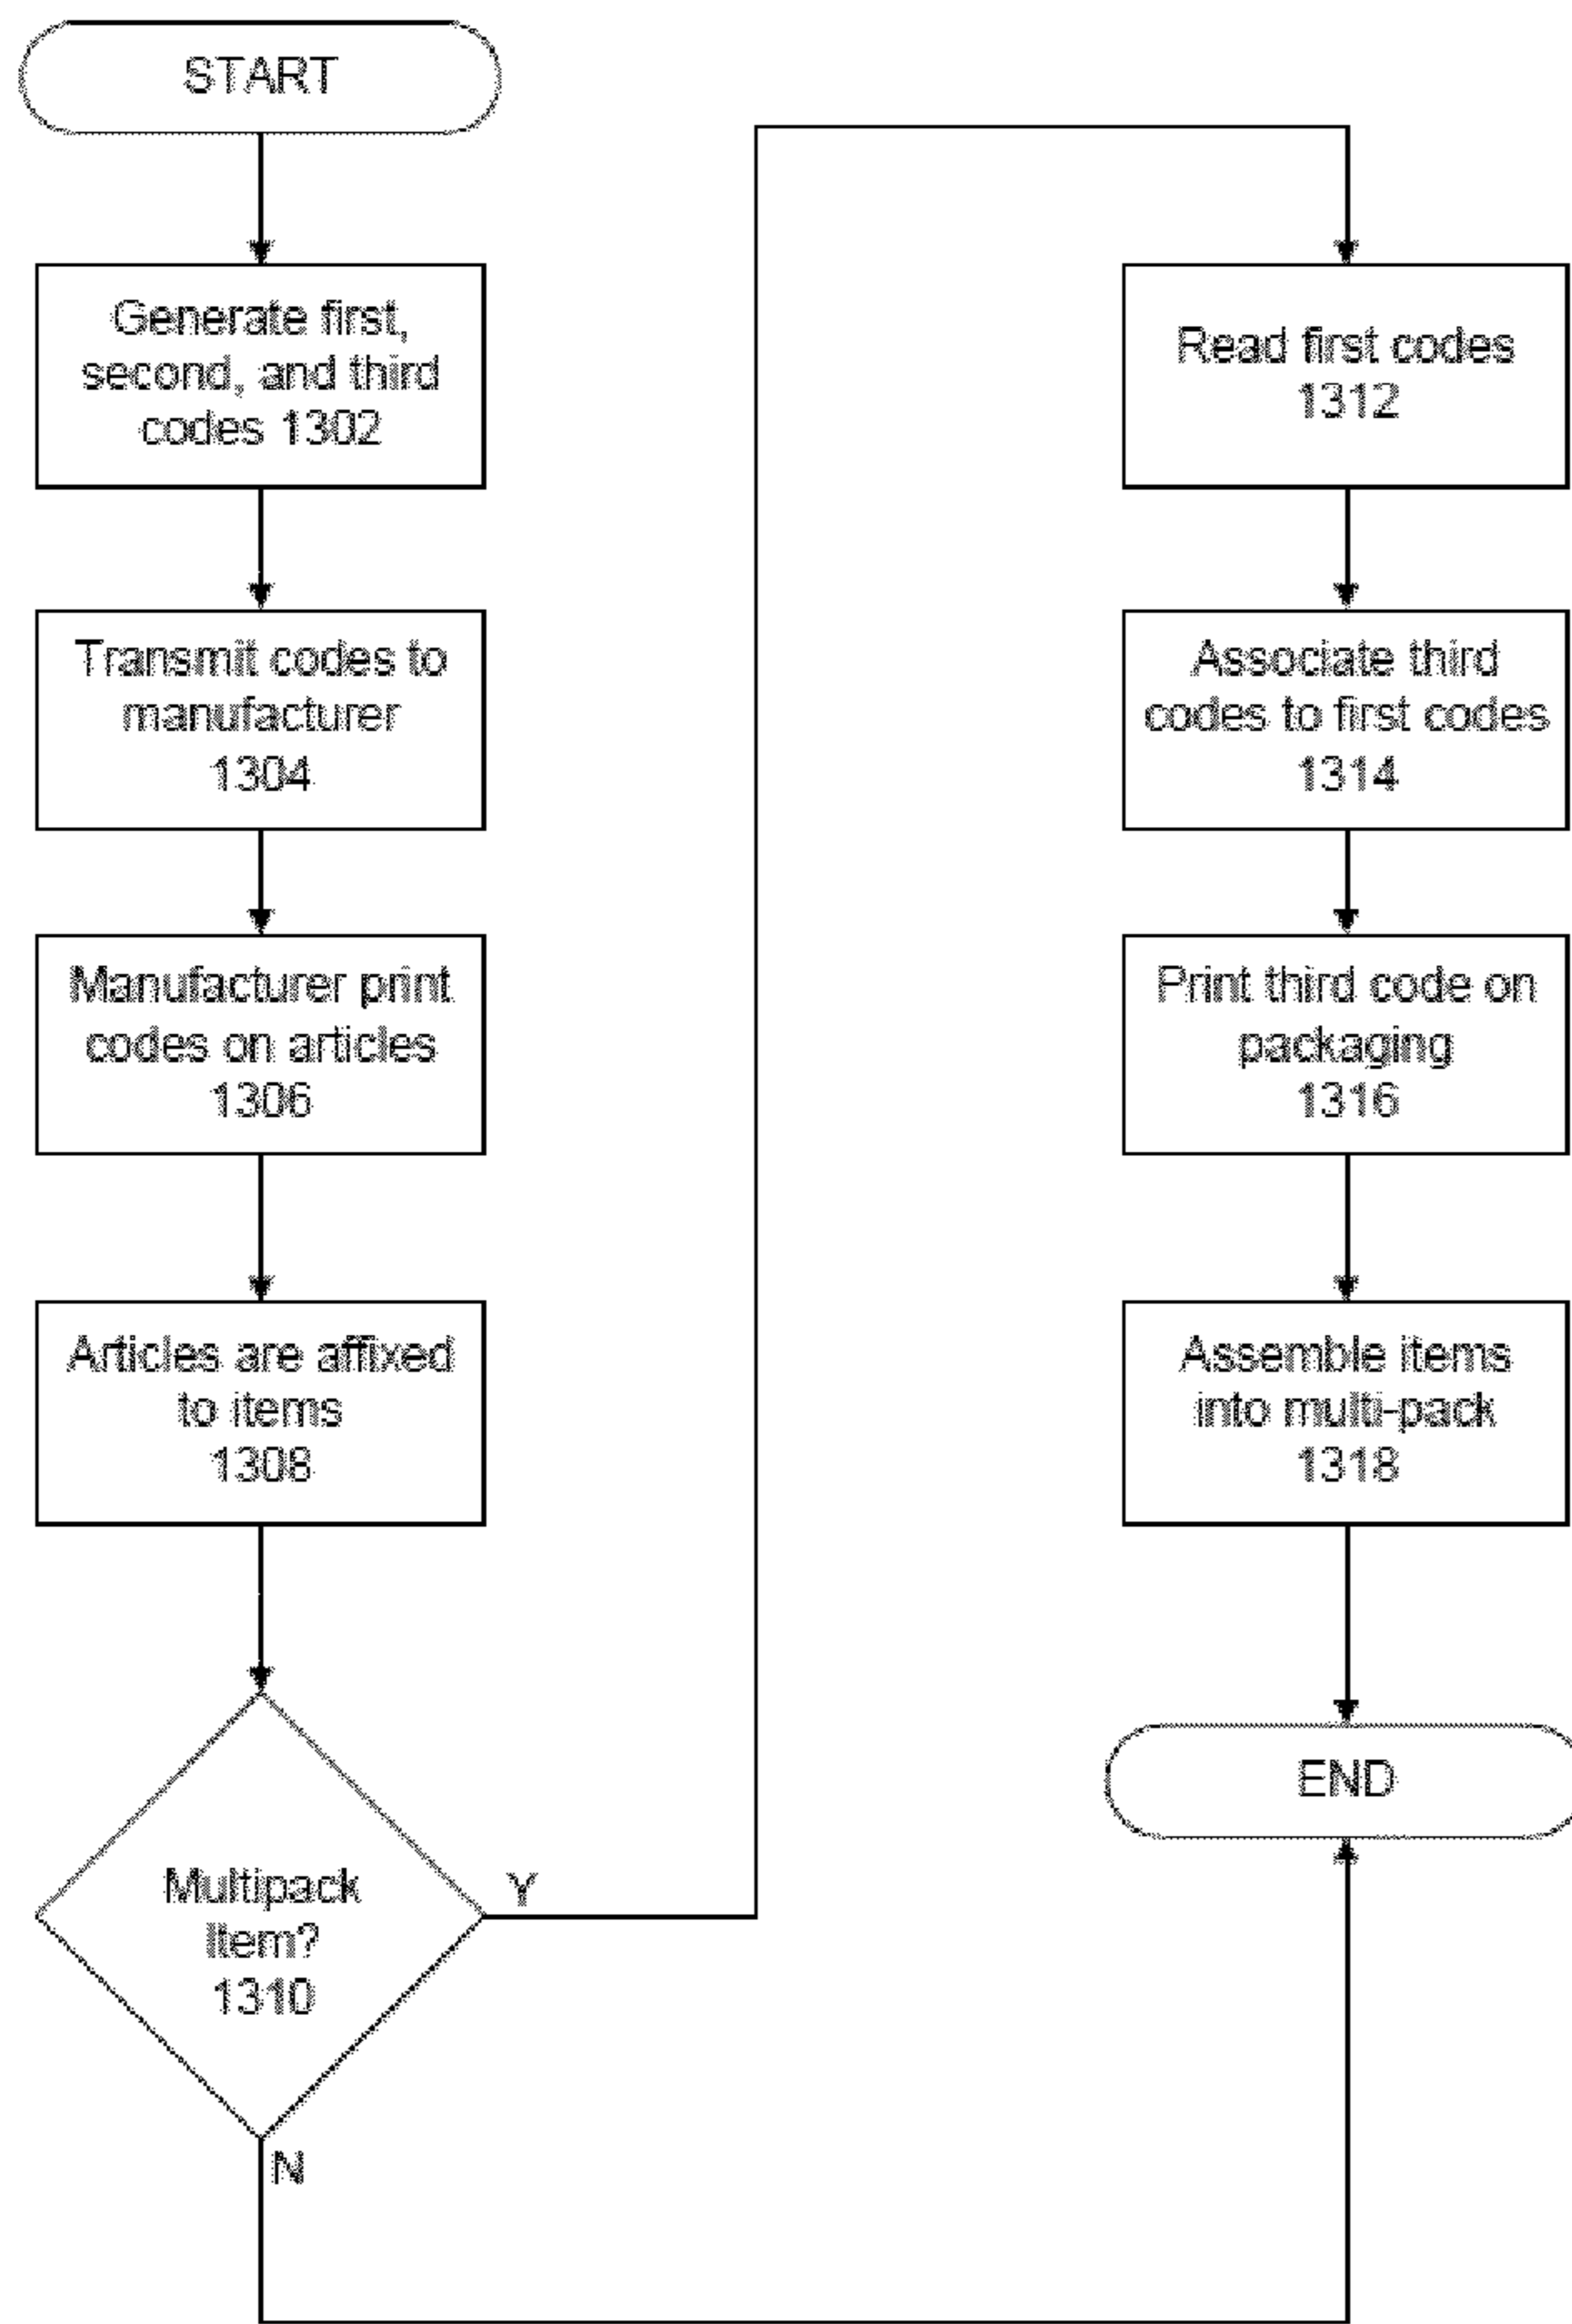 START
Generate first,
second, and third
codes 1302
Transmit codes to
manufacturer
1304
Manufacturer print
codes on articles
1306
Articles are affixed
to items
1308
Multipack
Item?
1310
Y
N
Read first codes
1312
Associate third
codes to first codes
1314
Print third code on
packaging
1316
Assemble items
into multi-pack
1318
END